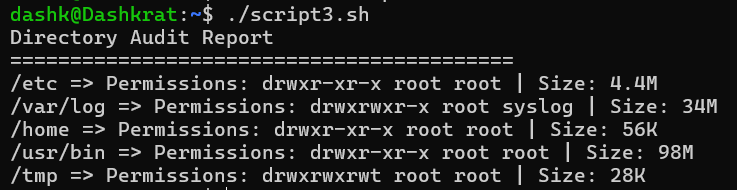 dashk@Dashkrat:~$ ./script3.sh
Directory Audit Report
==========================================
/etc => Permissions: drwxr-xr-x root root | Size: 4.4M
/var/log => Permissions: drwxrwxr-x root syslog | Size: 34M
/home => Permissions: drwxr-xr-x root root | Size: 56K
/usr/bin => Permissions: drwxr-xr-x root root | Size: 98M
/tmp => Permissions: drwxrwxrwt root root | Size: 28K